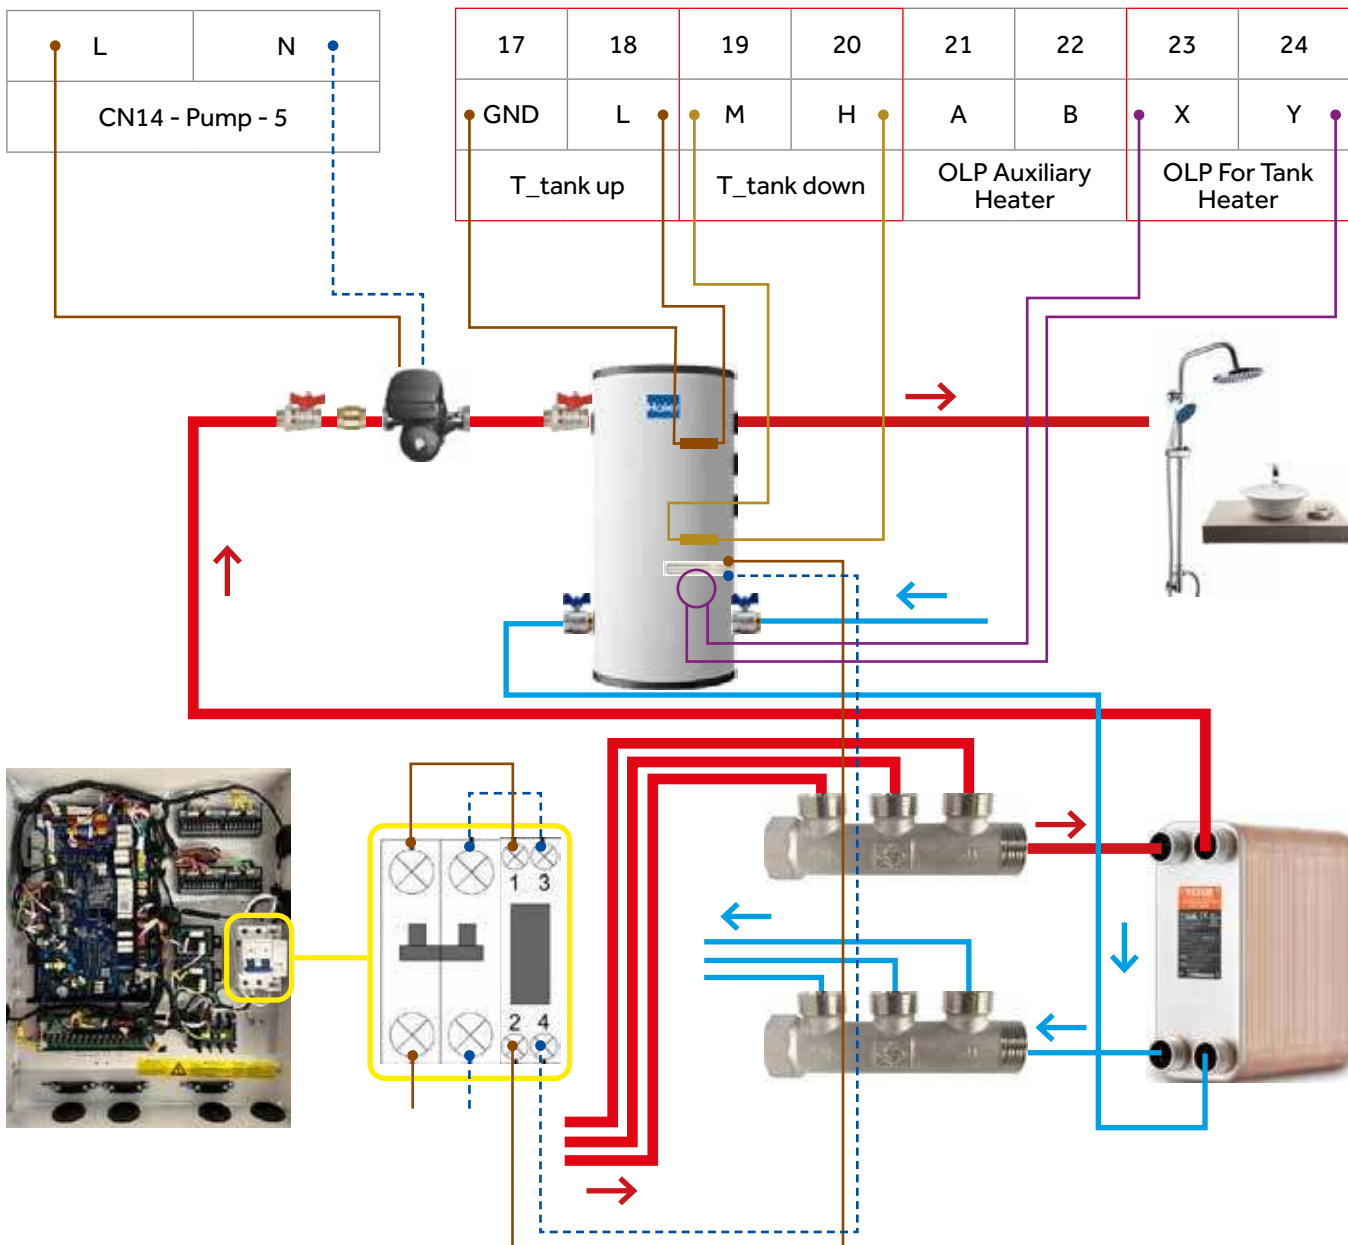 L N
CN14 - Pump - 5
17 18 19 20 21 22 23 24
GND L M H A B X Y
T_tank up T_tank down OLP Auxiliary Heater OLP For Tank Heater
Haier
1 3
2 4